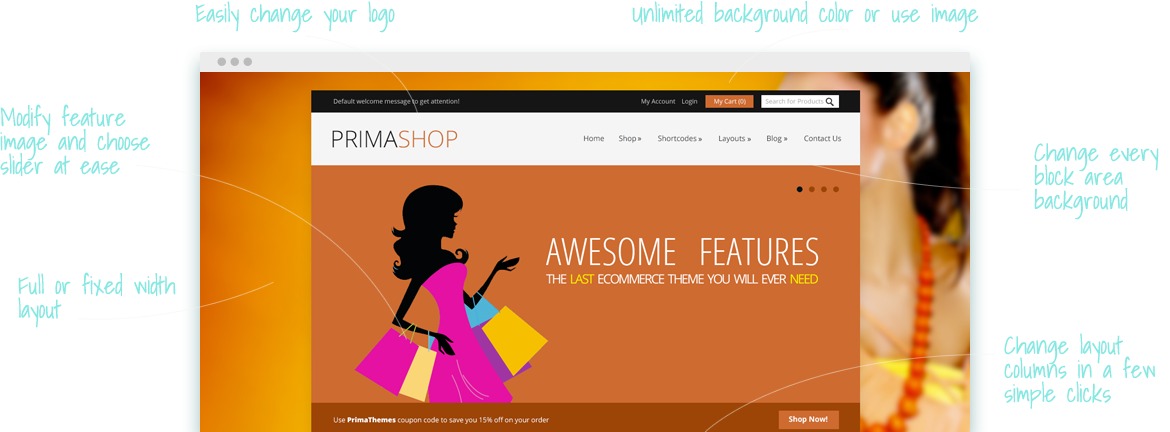 Easily change your logo
Unlimited background color or use image
Modify feature
image and choose
slider at ease
Full or fixed width
layout
Default welcome message to get attention!
My Account Login My Cart (0) Search for Products
PRIMASHOP
Home Shop » Shortcodes » Layouts » Blog » Contact Us
AWESOME FEATURES
THE LAST ECOMMERCE THEME YOU WILL EVER NEED
Use PrimaThemes coupon code to save you 15% off on your order
Shop Now!
Change every
block area
background
Change layout
columns in a few
simple clicks